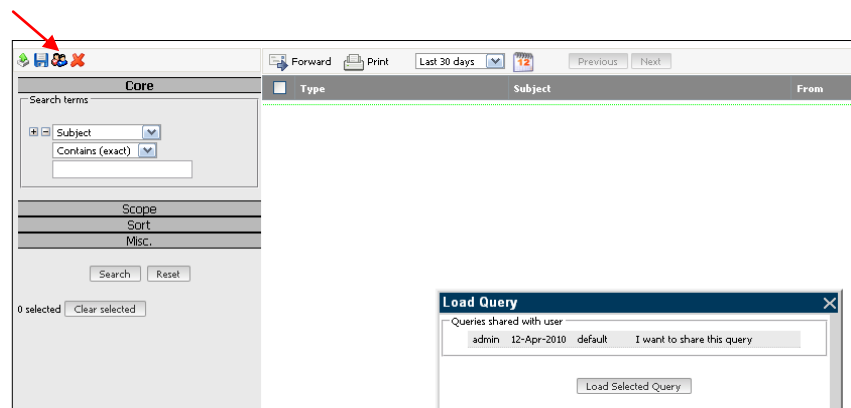 Forward Print Last 30 days 12 Previous Next
Core
Type Subject From
Search terms
Subject
Contains (exact)
Scope
Sort
Misc.
Search Reset
0 selected Clear selected
Load Query
Queries shared with user
admin 12-Apr-2010 default I want to share this query
Load Selected Query